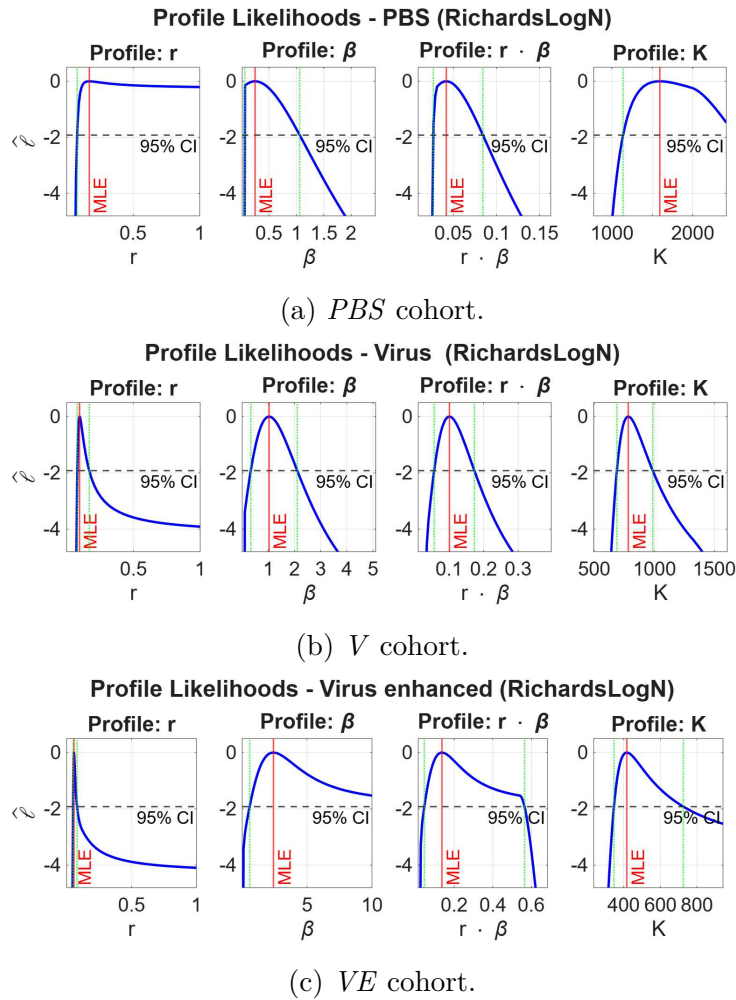 Profile Likelihoods - PBS (RichardsLogN)
Profile: r Profile: β Profile: r · β Profile: K
0
-2
-4
ℓ̂
95% CI 95% CI 95% CI 95% CI
MLE MLE MLE MLE
0.5 1 0.5 1 1.5 2 0.05 0.1 0.15 1000 2000
r β r · β K
(a) PBS cohort.
Profile Likelihoods - Virus (RichardsLogN)
Profile: r Profile: β Profile: r · β Profile: K
0
-2
-4
ℓ̂
95% CI 95% CI 95% CI 95% CI
MLE MLE MLE MLE
0.5 1 1 2 3 4 5 0.1 0.2 0.3 500 1000 1500
r β r · β K
(b) V cohort.
Profile Likelihoods - Virus enhanced (RichardsLogN)
Profile: r Profile: β Profile: r · β Profile: K
0
-2
-4
ℓ̂
95% CI 95% CI 95% CI 95% CI
MLE MLE MLE MLE
0.5 1 5 10 0.2 0.4 0.6 400 600 800
r β r · β K
(c) VE cohort.